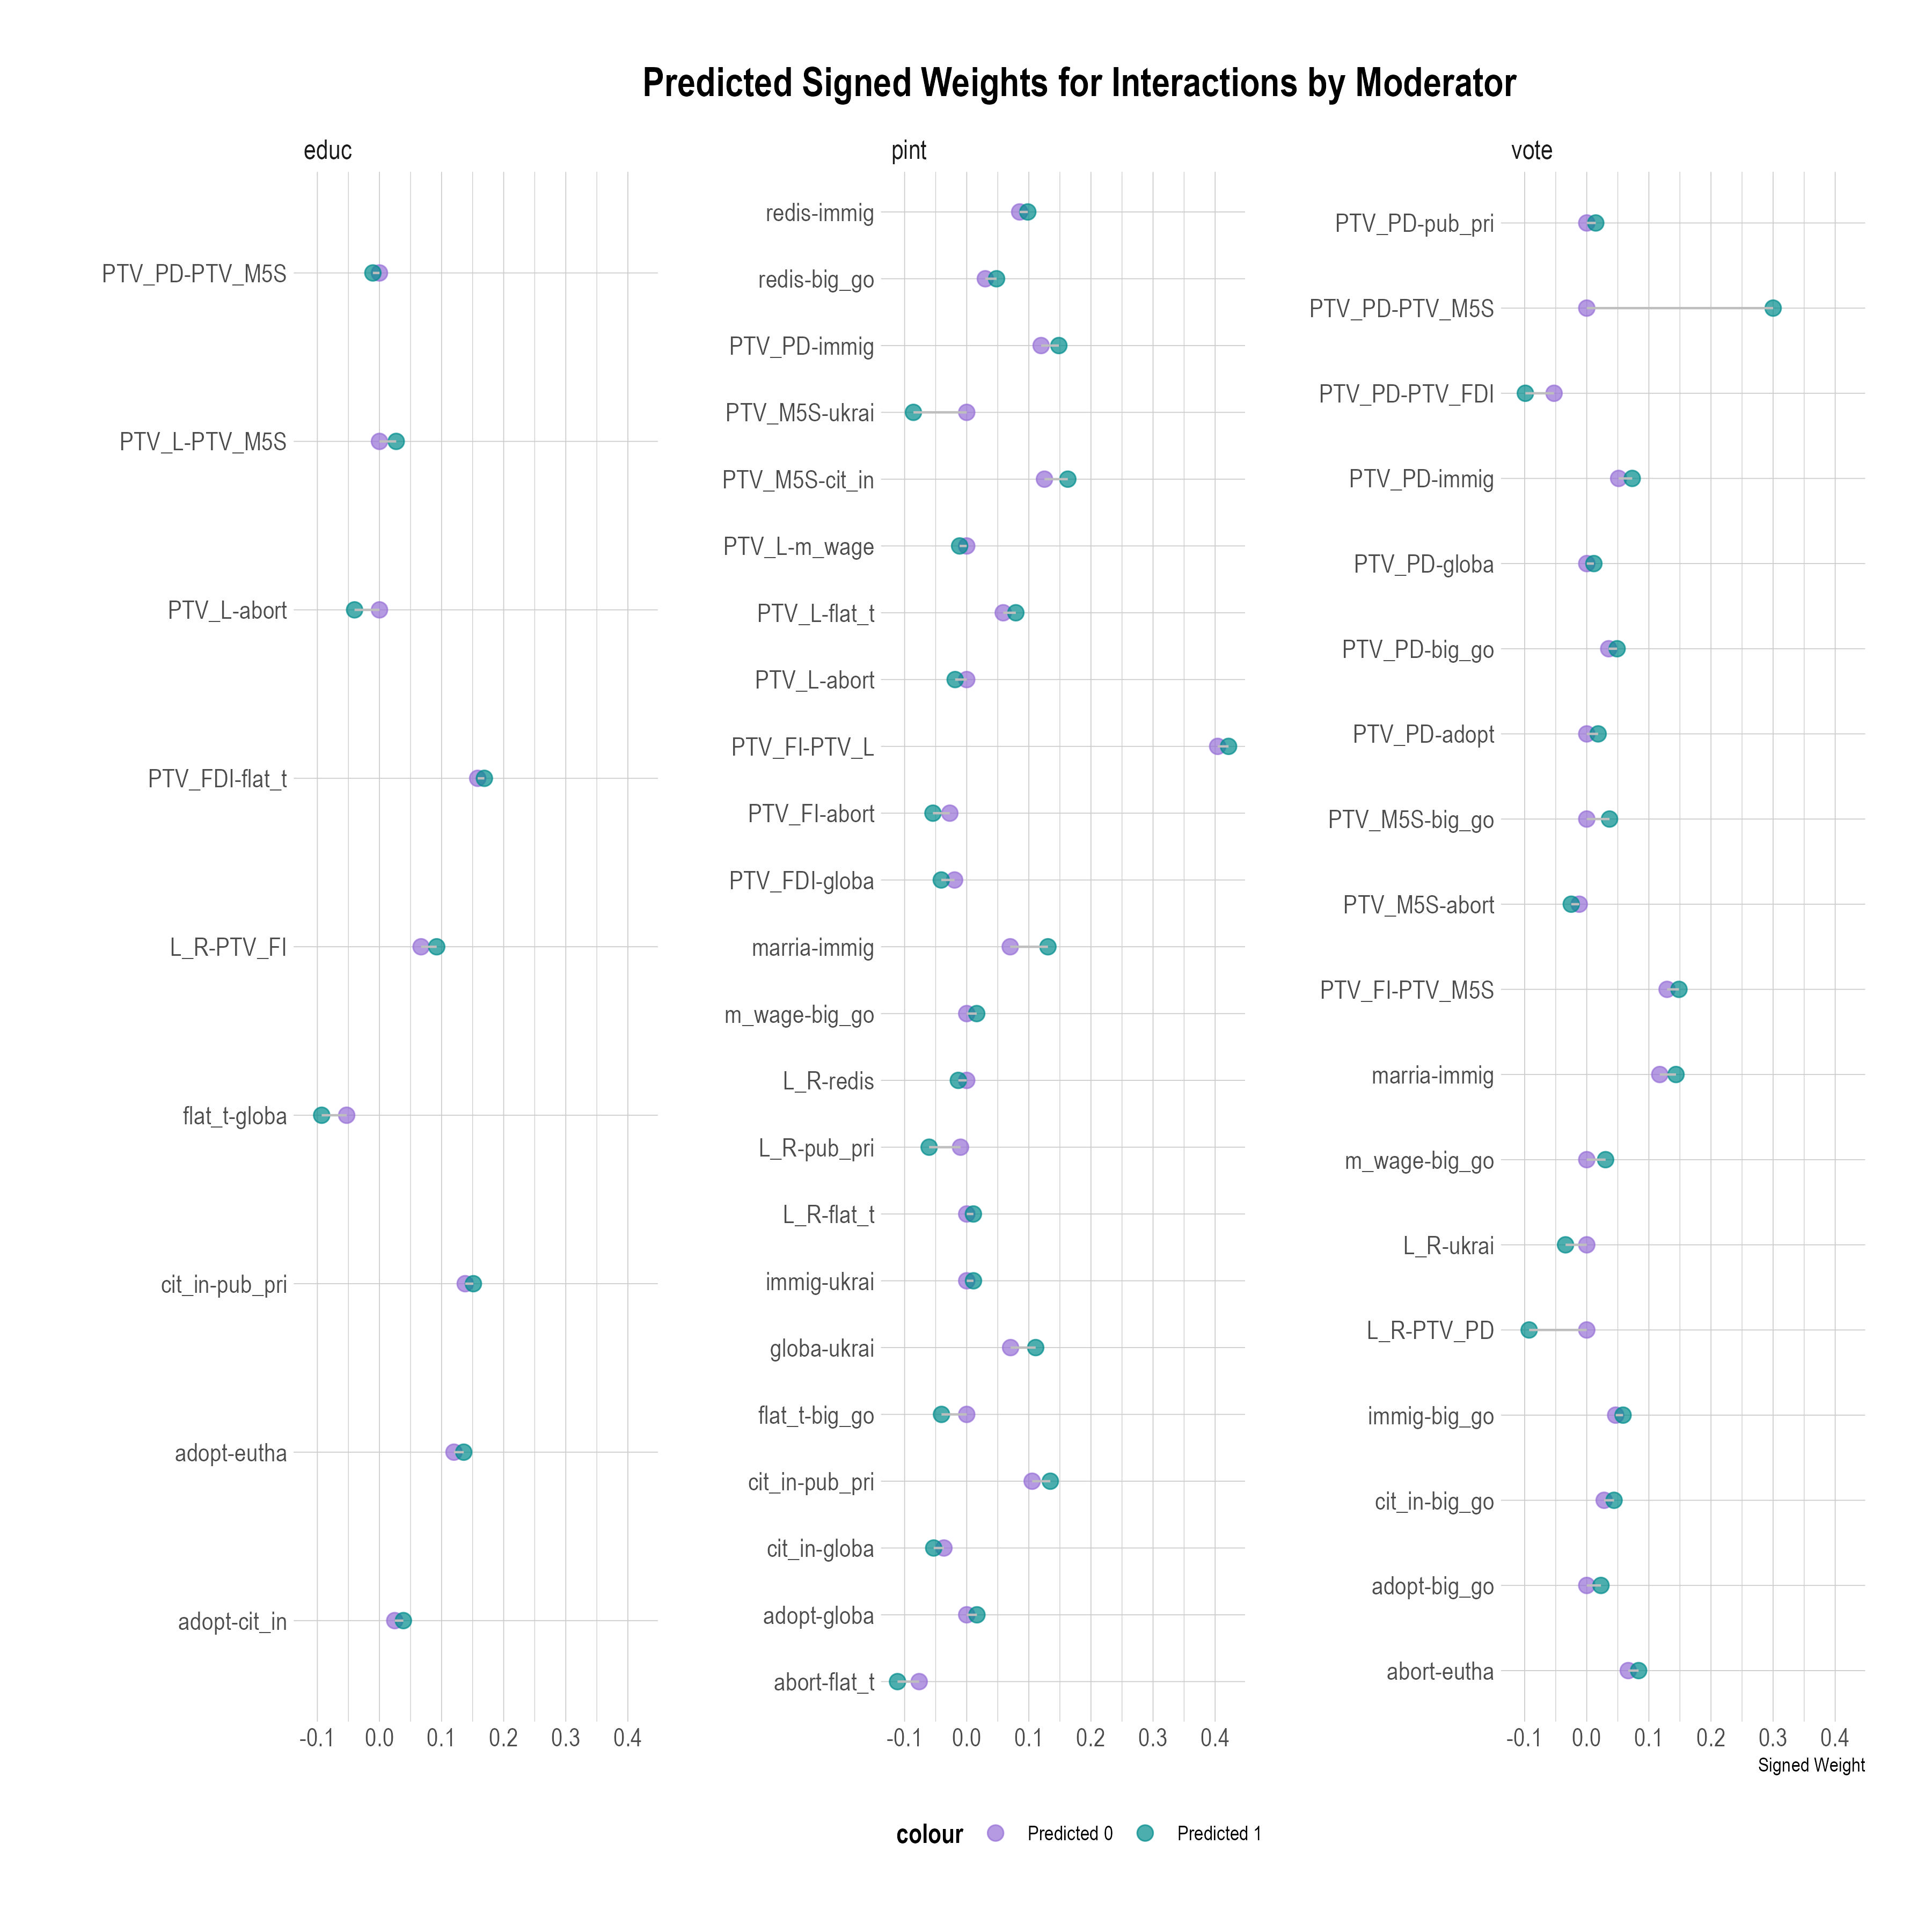 Predicted Signed Weights for Interactions by Moderator
educ
PTV_PD-PTV_M5S
PTV_L-PTV_M5S
PTV_L-abort
PTV_FDI-flat_t
L_R-PTV_FI
flat_t-globa
cit_in-pub_pri
adopt-eutha
adopt-cit_in
-0.1 0.0 0.1 0.2 0.3 0.4
pint
redis-immig
redis-big_go
PTV_PD-immig
PTV_M5S-ukrai
PTV_M5S-cit_in
PTV_L-m_wage
PTV_L-flat_t
PTV_L-abort
PTV_FI-PTV_L
PTV_FI-abort
PTV_FDI-globa
marria-immig
m_wage-big_go
L_R-redis
L_R-pub_pri
L_R-flat_t
immig-ukrai
globa-ukrai
flat_t-big_go
cit_in-pub_pri
cit_in-globa
adopt-globa
abort-flat_t
-0.1 0.0 0.1 0.2 0.3 0.4
vote
PTV_PD-pub_pri
PTV_PD-PTV_M5S
PTV_PD-PTV_FDI
PTV_PD-immig
PTV_PD-globa
PTV_PD-big_go
PTV_PD-adopt
PTV_M5S-big_go
PTV_M5S-abort
PTV_FI-PTV_M5S
marria-immig
m_wage-big_go
L_R-ukrai
L_R-PTV_PD
immig-big_go
cit_in-big_go
adopt-big_go
abort-eutha
-0.1 0.0 0.1 0.2 0.3 0.4
Signed Weight
colour Predicted 0 Predicted 1